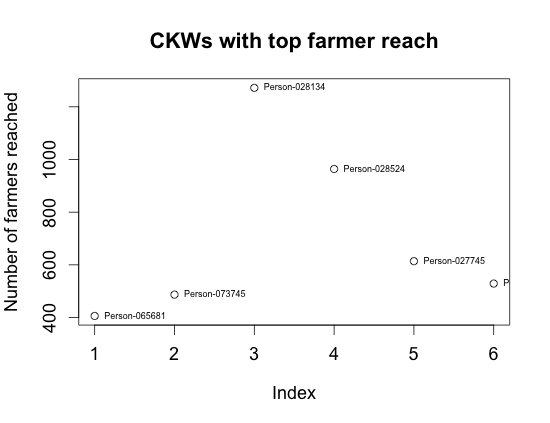 CKWs with top farmer reach
Number of farmers reached
1000
800
600
400
Person-028134
Person-028524
Person-027745
P
Person-073745
Person-065681
1 2 3 4 5 6
Index